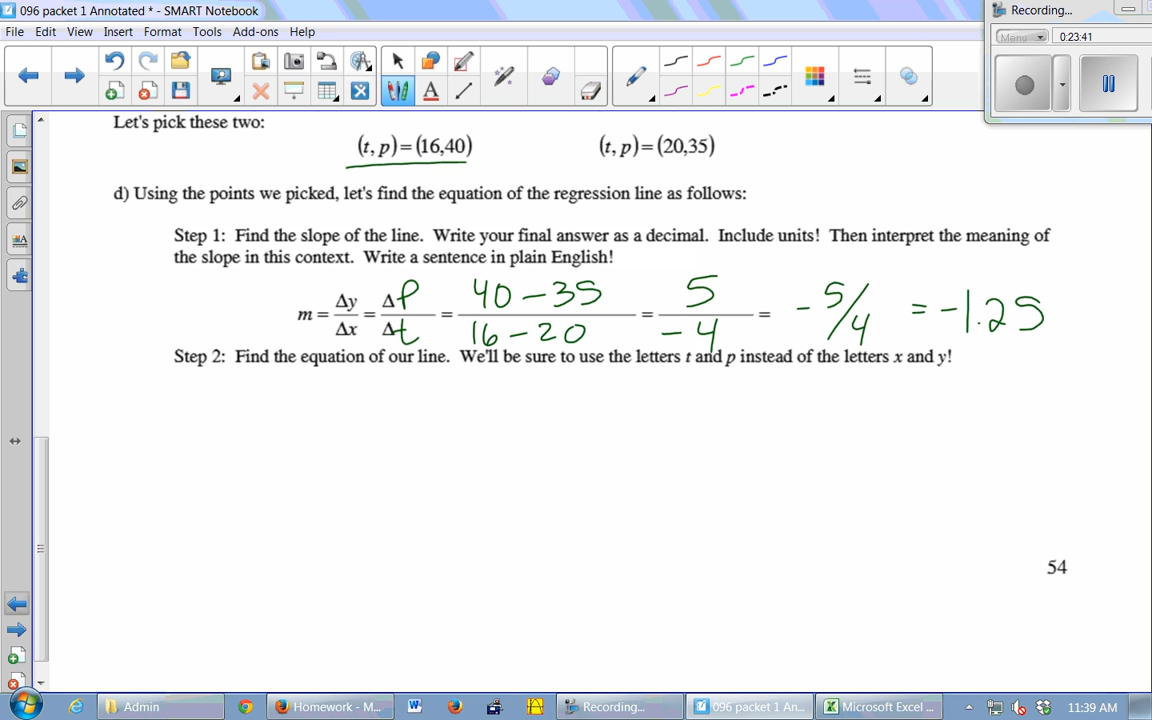 096 packet 1 Annotated * - SMART Notebook
Recording...
File Edit View Insert Format Tools Add-ons Help
Menu
0:23:41
Let's pick these two:
(t, p)=(16,40) (t, p)=(20,35)
d) Using the points we picked, let's find the equation of the regression line as follows:
Step 1: Find the slope of the line. Write your final answer as a decimal. Include units! Then interpret the meaning of
the slope in this context. Write a sentence in plain English!
m = Δy/Δx = Δp/Δt = 40-35/16-20 = 5/-4 = -5/4 = -1.25
Step 2: Find the equation of our line. We'll be sure to use the letters t and p instead of the letters x and y!
54
Admin
Homework - M...
Recording...
096 packet 1 An...
Microsoft Excel ...
11:39 AM